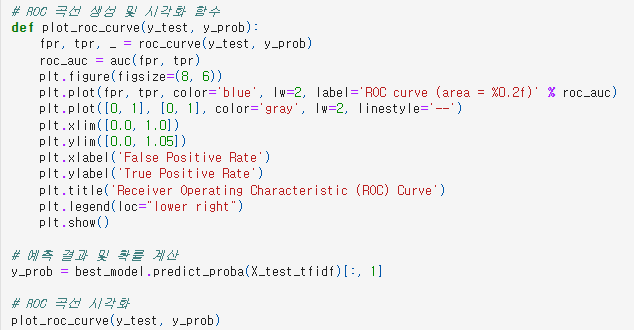 # ROC 곡선 생성 및 시각화 함수
def plot_roc_curve(y_test, y_prob):
    fpr, tpr, _ = roc_curve(y_test, y_prob)
    roc_auc = auc(fpr, tpr)
    plt.figure(figsize=(8, 6))
    plt.plot(fpr, tpr, color='blue', lw=2, label='ROC curve (area = %0.2f)' % roc_auc)
    plt.plot([0, 1], [0, 1], color='gray', lw=2, linestyle='--')
    plt.xlim([0.0, 1.0])
    plt.ylim([0.0, 1.05])
    plt.xlabel('False Positive Rate')
    plt.ylabel('True Positive Rate')
    plt.title('Receiver Operating Characteristic (ROC) Curve')
    plt.legend(loc="lower right")
    plt.show()

# 예측 결과 및 확률 계산
y_prob = best_model.predict_proba(X_test_tfidf)[:, 1]

# ROC 곡선 시각화
plot_roc_curve(y_test, y_prob)